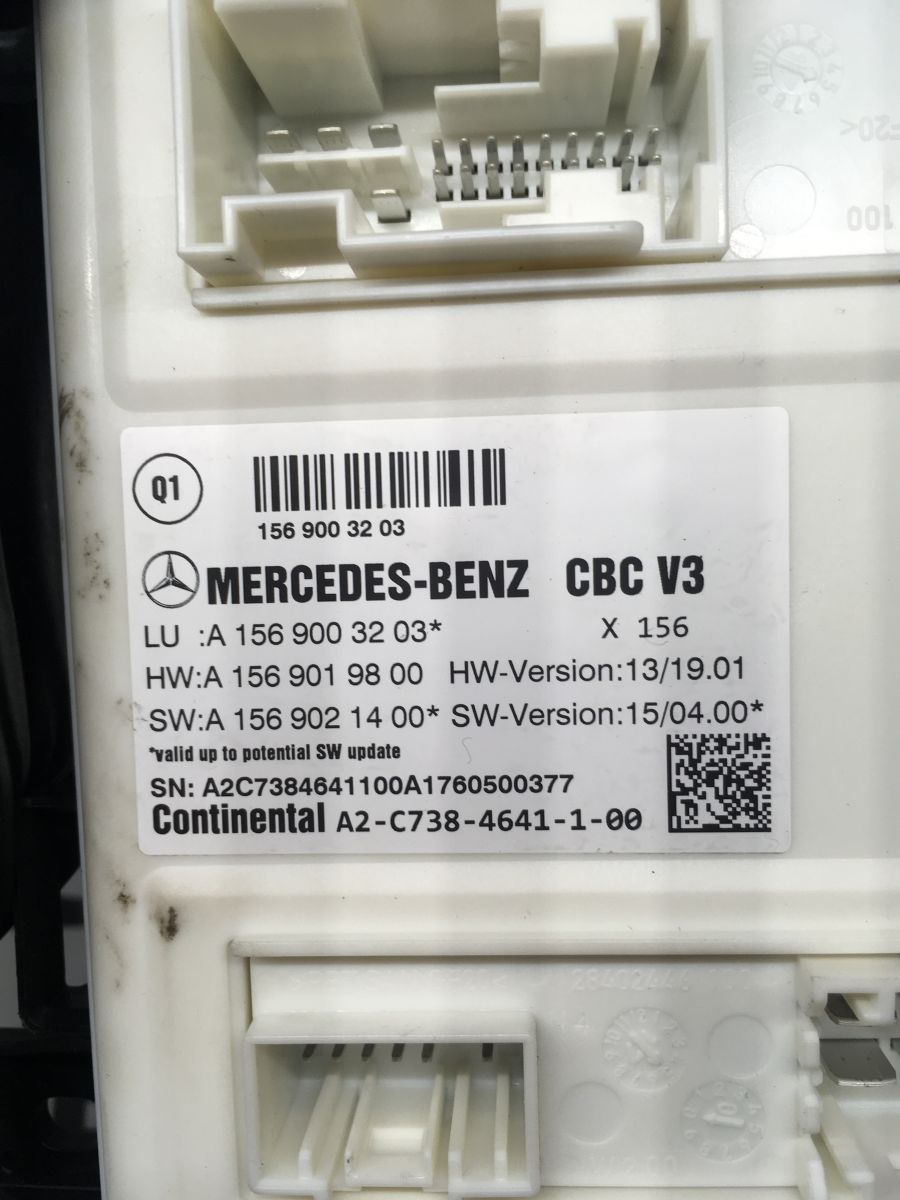 F20<
100
Q1
156 900 32 03
MERCEDES-BENZ CBC V3
LU :A 156 900 32 03* X 156
HW:A 156 901 98 00 HW-Version:13/19.01
SW:A 156 902 14 00* SW-Version:15/04.00*
*valid up to potential SW update
SN: A2C7384641100A1760500377
Continental A2-C738-4641-1-00